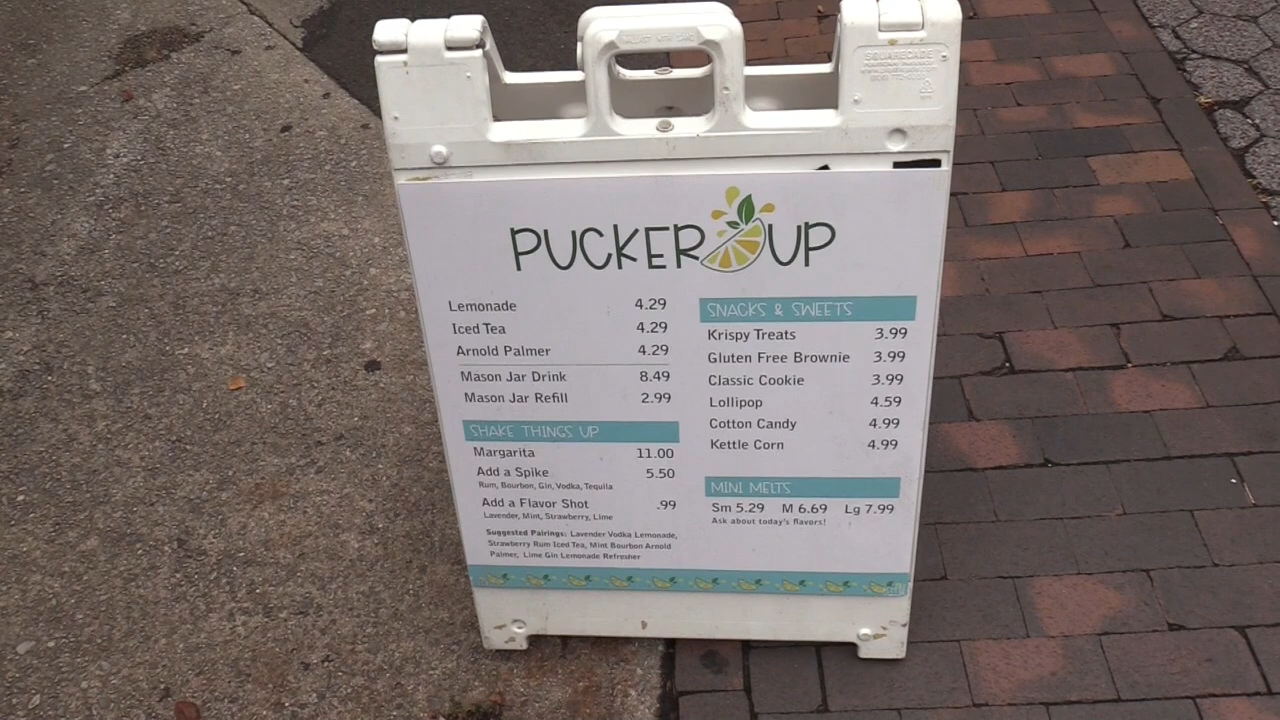 PUCKER UP
Lemonade 4.29
Iced Tea 4.29
Arnold Palmer 4.29
Mason Jar Drink 8.49
Mason Jar Refill 2.99
SHAKE THINGS UP
Margarita 11.00
Add a Spike 5.50
Rum, Bourbon, Gin, Vodka, Tequila
Add a Flavor Shot .99
Lavender, Mint, Strawberry, Lime
Suggested Pairings: Lavender Vodka Lemonade,
Strawberry Rum Iced Tea, Mint Bourbon Arnold
Palmer, Lime Gin Lemonade Refresher
SNACKS & SWEETS
Krispy Treats 3.99
Gluten Free Brownie 3.99
Classic Cookie 3.99
Lollipop 4.59
Cotton Candy 4.99
Kettle Corn 4.99
MINI MELTS
Sm 5.29 M 6.69 Lg 7.99
Ask about today's flavors!
SQUARECADE